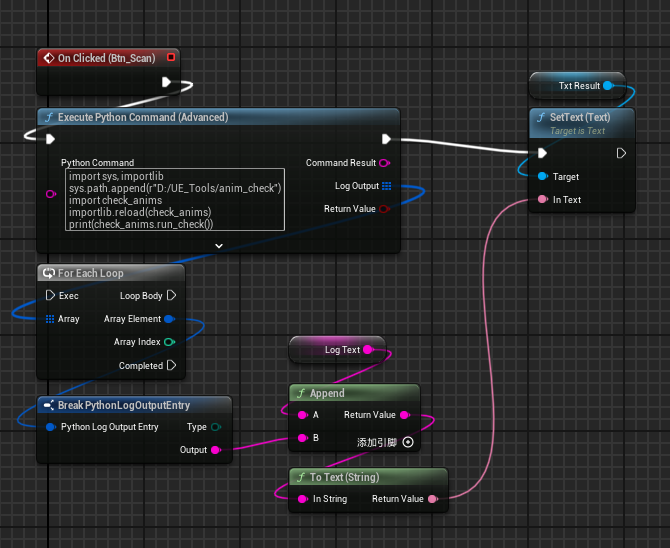 On Clicked (Btn_Scan)
Execute Python Command (Advanced)
Python Command
import sys, importlib
sys.path.append(r"D:/UE_Tools/anim_check")
import check_anims
importlib.reload(check_anims)
print(check_anims.run_check())
Command Result
Log Output
Return Value
Txt Result
SetText (Text)
Target is Text
Target
In Text
For Each Loop
Exec
Loop Body
Array
Array Element
Array Index
Completed
Break PythonLogOutputEntry
Python Log Output Entry
Type
Output
Log Text
Append
A
Return Value
B
添加引脚
To Text (String)
In String
Return Value